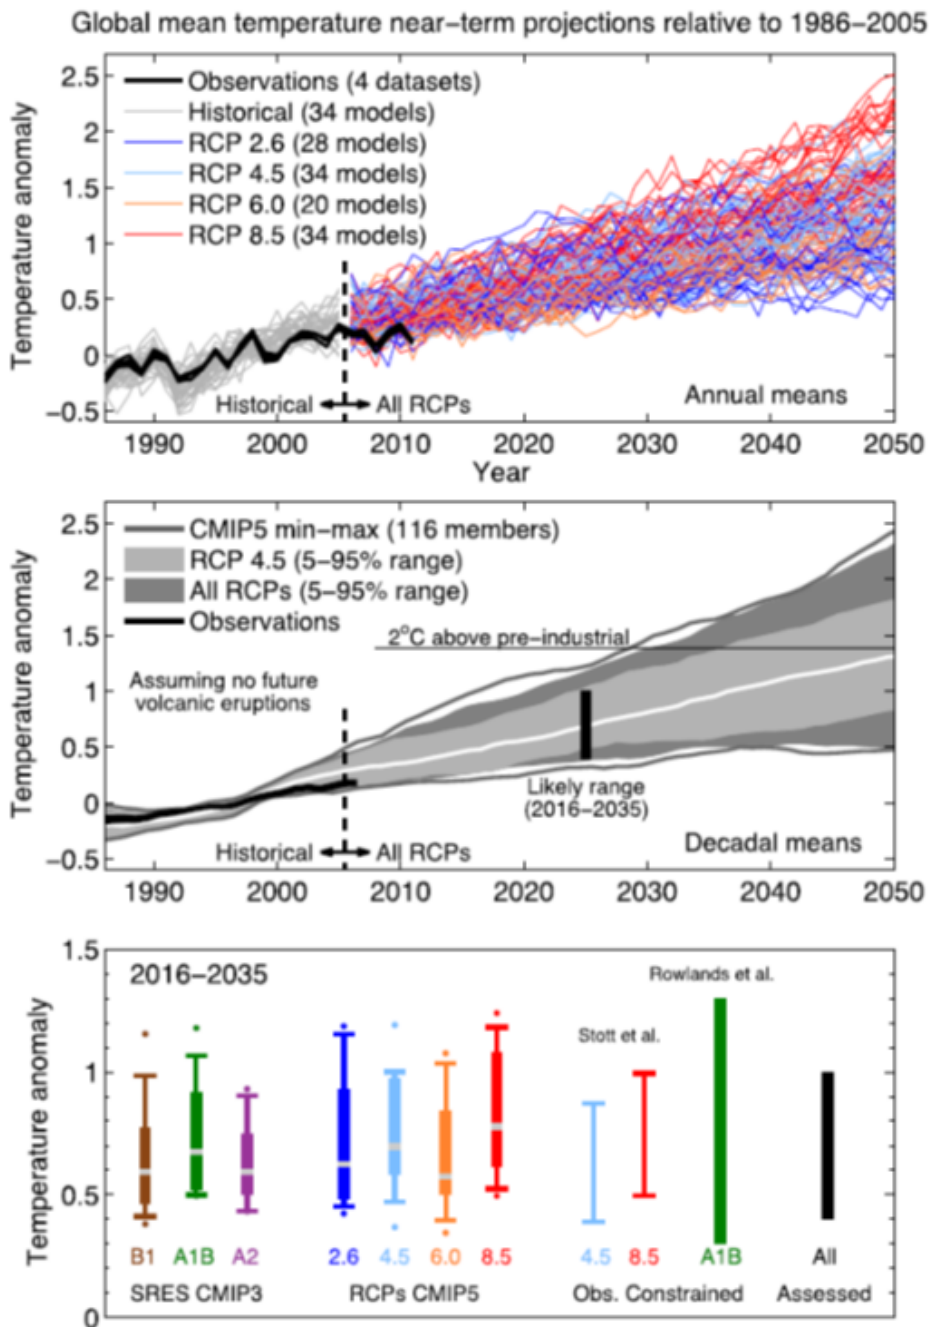 Global mean temperature near-term projections relative to 1986-2005
Temperature anomaly
2.5
2
1.5
1
0.5
0
-0.5
Observations (4 datasets)
Historical (34 models)
RCP 2.6 (28 models)
RCP 4.5 (34 models)
RCP 6.0 (20 models)
RCP 8.5 (34 models)
Historical All RCPs
Annual means
1990 2000 2010 2020 2030 2040 2050
Year
Temperature anomaly
2.5
2
1.5
1
0.5
0
-0.5
CMIP5 min-max (116 members)
RCP 4.5 (5-95% range)
All RCPs (5-95% range)
Observations
2°C above pre-industrial
Assuming no future
volcanic eruptions
Likely range
(2016-2035)
Historical All RCPs
Decadal means
1990 2000 2010 2020 2030 2040 2050
Temperature anomaly
1.5
1
0.5
0
2016-2035
Rowlands et al.
Stott et al.
B1 A1B A2 2.6 4.5 6.0 8.5 4.5 8.5 A1B All
SRES CMIP3 RCPs CMIP5 Obs. Constrained Assessed